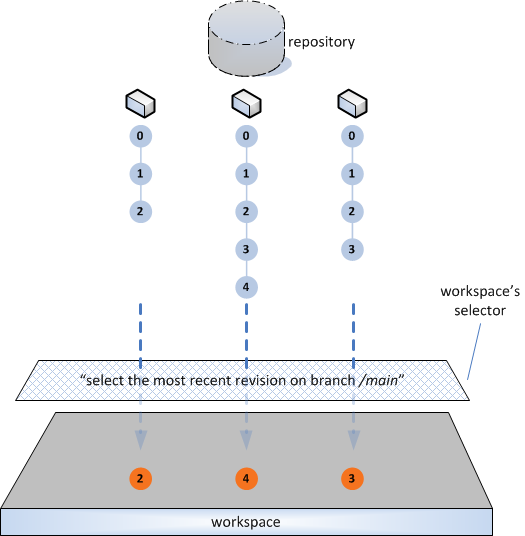 repository
0 0 0
1 1 1
2 2 2
3 3
4
workspace's
selector
“select the most recent revision on branch /main”
2 4 3
workspace